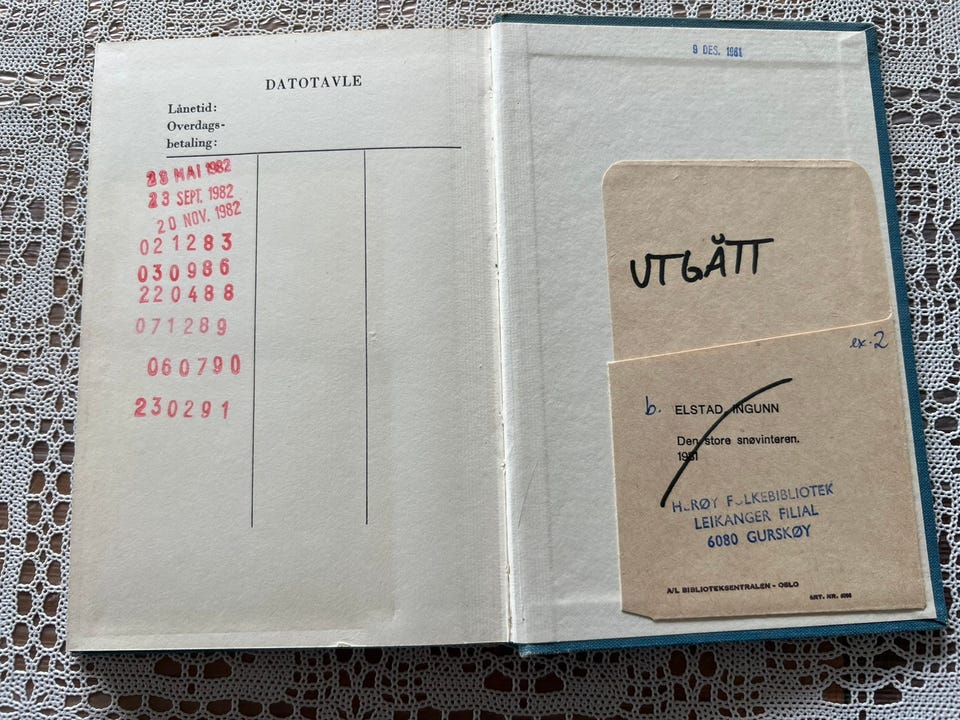 DATOTAVLE
Lånetid:
Overdags-
betaling:
28 MAI 1982
23 SEPT. 1982
20 NOV. 1982
021283
030986
220488
071289
060790
230291
9 DES. 1981
UTGÅTT
ex. 2
b. ELSTAD, INGUNN
Den store snøvinteren.
1981
HERØY FOLKEBIBLIOTEK
LEIKANGER FILIAL
6080 GURSKØY
A/L BIBLIOTEKSENTRALEN - OSLO
ART. NR.